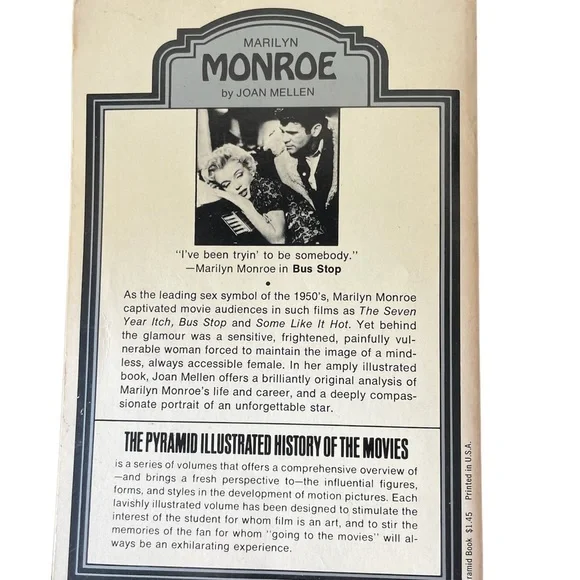 MARILYN
MONROE
by JOAN MELLEN
"I've been tryin' to be somebody."
—Marilyn Monroe in Bus Stop
•
As the leading sex symbol of the 1950's, Marilyn Monroe
captivated movie audiences in such films as The Seven
Year Itch, Bus Stop and Some Like It Hot. Yet behind
the glamour was a sensitive, frightened, painfully vul-
nerable woman forced to maintain the image of a mind-
less, always accessible female. In her amply illustrated
book, Joan Mellen offers a brilliantly original analysis of
Marilyn Monroe's life and career, and a deeply compas-
sionate portrait of an unforgettable star.
THE PYRAMID ILLUSTRATED HISTORY OF THE MOVIES
is a series of volumes that offers a comprehensive overview of
—and brings a fresh perspective to—the influential figures,
forms, and styles in the development of motion pictures. Each
lavishly illustrated volume has been designed to stimulate the
interest of the student for whom film is an art, and to stir the
memories of the fan for whom "going to the movies" will al-
ways be an exhilarating experience.
ramid Book $1.45 Printed in U.S.A.